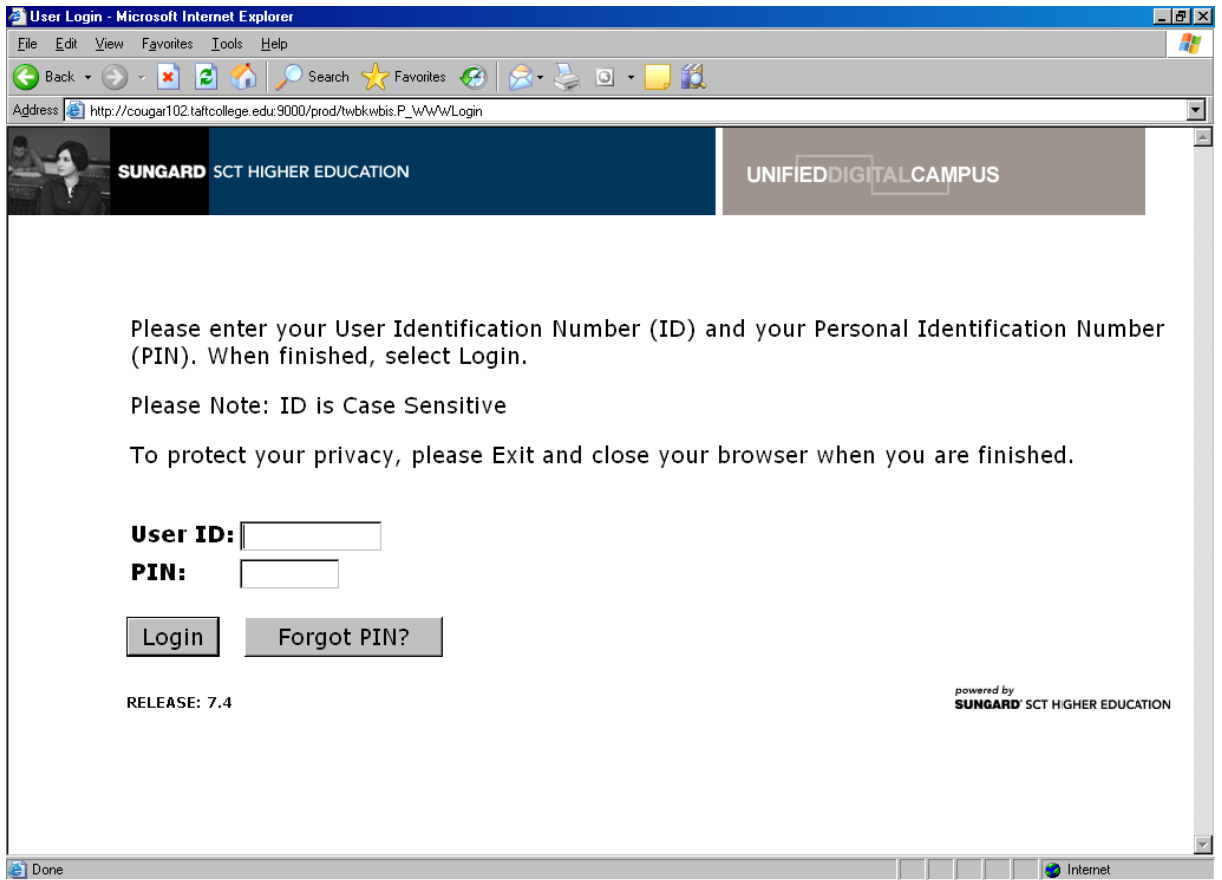 User Login - Microsoft Internet Explorer
File Edit View Favorites Tools Help
Back Search Favorites
Address http://cougar102.taftcollege.edu:9000/prod/twbkwbis.P_WWWLogin
SUNGARD SCT HIGHER EDUCATION
UNIFIEDDIGITALCAMPUS
Please enter your User Identification Number (ID) and your Personal Identification Number
(PIN). When finished, select Login.
Please Note: ID is Case Sensitive
To protect your privacy, please Exit and close your browser when you are finished.
User ID:
PIN:
Login Forgot PIN?
RELEASE: 7.4
powered by
SUNGARD® SCT HIGHER EDUCATION
Done Internet